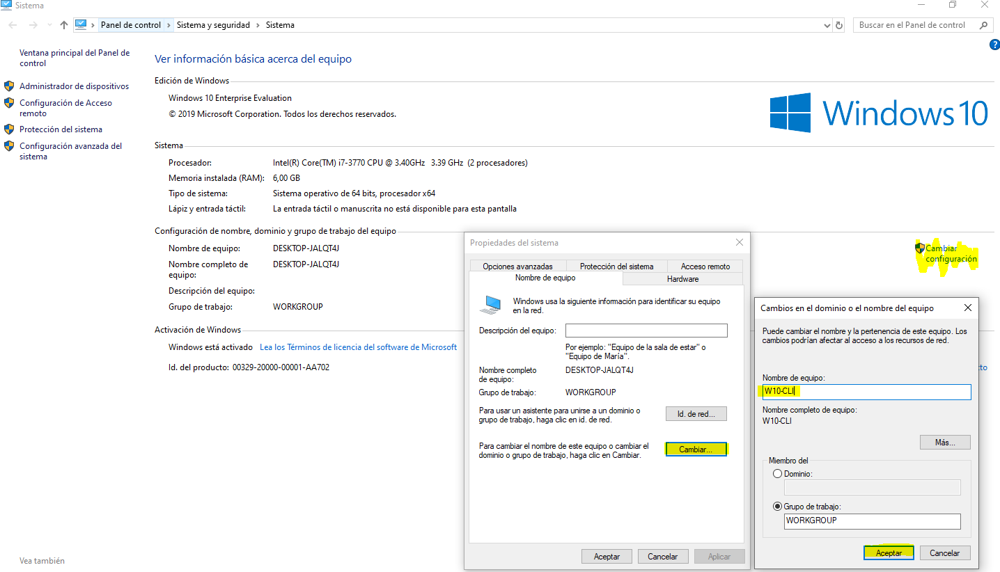 Sistema
Panel de control
Sistema y seguridad
Sistema
Buscar en el Panel de control
?
Ventana principal del Panel de
control
Administrador de dispositivos
Configuración de Acceso
remoto
Protección del sistema
Configuración avanzada del
sistema
Vea también
Ver información básica acerca del equipo
Edición de Windows
Windows 10 Enterprise Evaluation
© 2019 Microsoft Corporation. Todos los derechos reservados.
Windows 10
Sistema
Procesador: Intel(R) Core(TM) i7-3770 CPU @ 3.40GHz 3.39 GHz (2 procesadores)
Memoria instalada (RAM): 6,00 GB
Tipo de sistema: Sistema operativo de 64 bits, procesador x64
Lápiz y entrada táctil: La entrada táctil o manuscrita no está disponible para esta pantalla
Configuración de nombre, dominio y grupo de trabajo del equipo
Nombre de equipo: DESKTOP-JALQT4J
Nombre completo de DESKTOP-JALQT4J
equipo:
Descripción del equipo:
Grupo de trabajo: WORKGROUP
Cambiar
configuración
Activación de Windows
Windows está activado Lea los Términos de licencia del software de Microsoft
Id. del producto: 00329-20000-00001-AA702
Propiedades del sistema
Opciones avanzadas
Protección del sistema
Acceso remoto
Nombre de equipo
Hardware
Windows usa la siguiente información para identificar su equipo
en la red.
Descripción del equipo:
Por ejemplo: "Equipo de la sala de estar" o
"Equipo de María".
Nombre completo DESKTOP-JALQT4J
de equipo:
Grupo de trabajo: WORKGROUP
Para usar un asistente para unirse a un dominio o
grupo de trabajo, haga clic en id. de red.
Id. de red...
Para cambiar el nombre de este equipo o cambiar el
dominio o grupo de trabajo, haga clic en Cambiar.
Cambiar...
Aceptar
Cancelar
Aplicar
Cambios en el dominio o el nombre del equipo
Puede cambiar el nombre y la pertenencia de este equipo. Los
cambios podrían afectar al acceso a los recursos de red.
Nombre de equipo:
W10-CLI
Nombre completo de equipo:
W10-CLI
Más...
Miembro del
Dominio:
Grupo de trabajo:
WORKGROUP
Aceptar
Cancelar